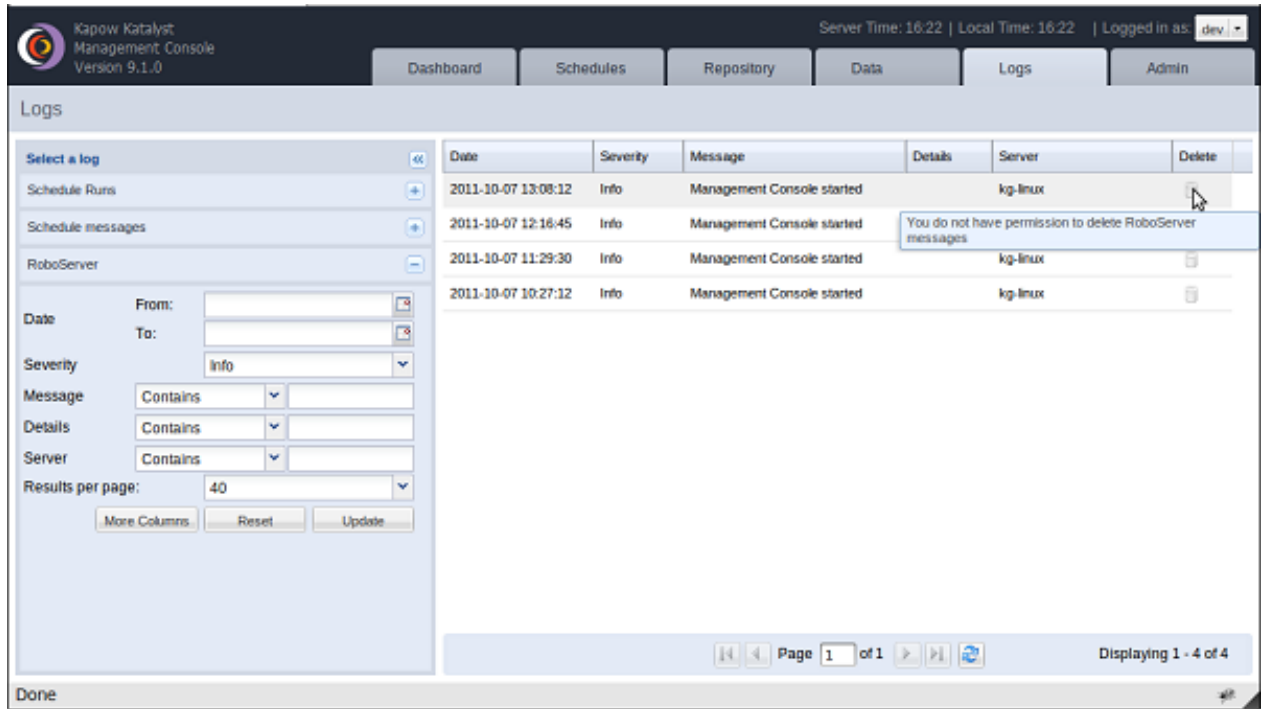 Kapow Katalyst
Management Console
Version 9.1.0
Server Time: 16:22 | Local Time: 16:22 | Logged in as: dev
Dashboard Schedules Repository Data Logs Admin
Logs
Select a log
Schedule Runs
Schedule messages
RoboServer
Date
From:
To:
Severity Info
Message Contains
Details Contains
Server Contains
Results per page: 40
More Columns Reset Update
Date Severity Message Details Server Delete
2011-10-07 13:08:12 Info Management Console started kg-linux
2011-10-07 12:16:45 Info Management Console started
You do not have permission to delete RoboServer
messages
2011-10-07 11:29:30 Info Management Console started kg-linux
2011-10-07 10:27:12 Info Management Console started kg-linux
Page 1 of 1
Displaying 1 - 4 of 4
Done